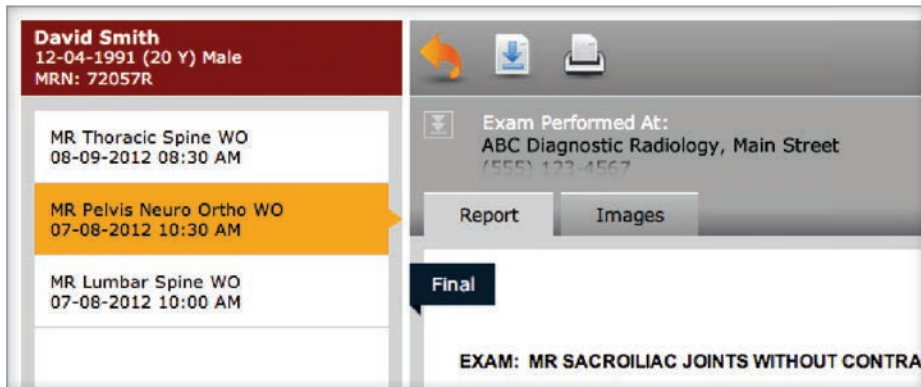 David Smith
12-04-1991 (20 Y) Male
MRN: 72057R
MR Thoracic Spine WO
08-09-2012 08:30 AM
MR Pelvis Neuro Ortho WO
07-08-2012 10:30 AM
MR Lumbar Spine WO
07-08-2012 10:00 AM
Exam Performed At:
ABC Diagnostic Radiology, Main Street
(555) 123-4567
Report
Images
Final
EXAM: MR SACROILIAC JOINTS WITHOUT CONTRA